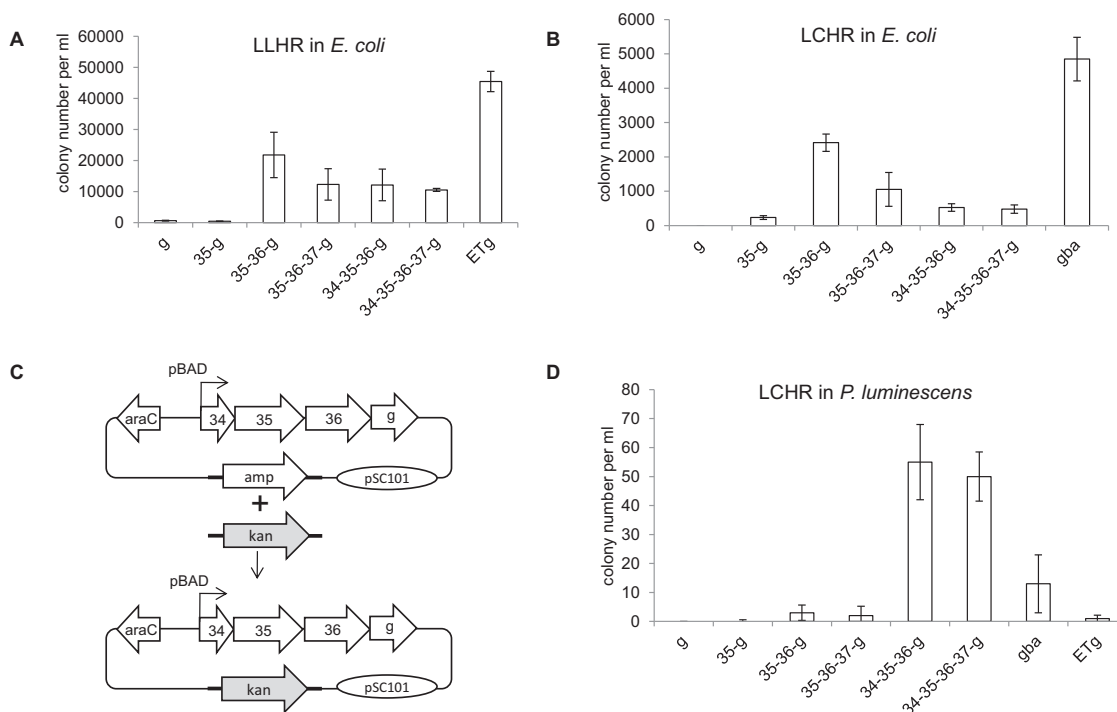 A
LLHR in E. coli
colony number per ml
60000
50000
40000
30000
20000
10000
0
g
35-g
35-36-g
35-36-37-g
34-35-36-g
34-35-36-37-g
ETg
B
LCHR in E. coli
colony number per ml
6000
5000
4000
3000
2000
1000
0
g
35-g
35-36-g
35-36-37-g
34-35-36-g
34-35-36-37-g
gba
C
pBAD
araC
34
35
36
g
amp
pSC101
+
kan
pBAD
araC
34
35
36
g
kan
pSC101
D
LCHR in P. luminescens
colony number per ml
80
70
60
50
40
30
20
10
0
g
35-g
35-36-g
35-36-37-g
34-35-36-g
34-35-36-37-g
gba
ETg